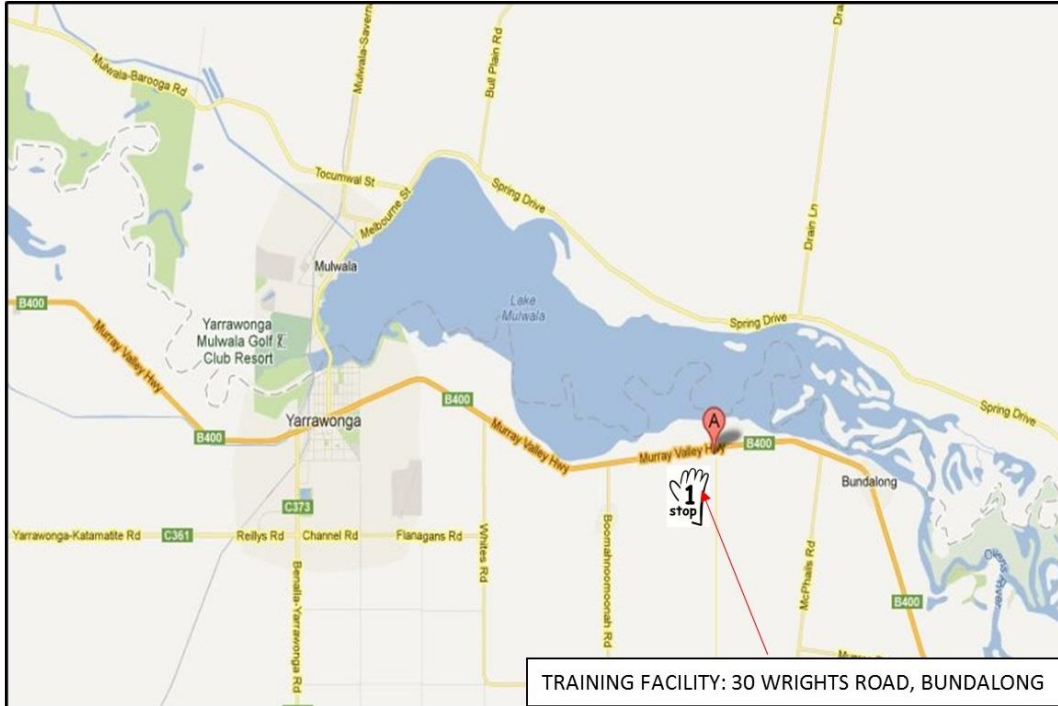 Mulwala-Barooga Rd
Mulwala-Savern
Bull Plain Rd
Drai
Tocumwal St
Melbourne St
Spring Drive
Drain Ln
Mulwala
Lake
Mulwala
B400
Murray Valley Hwy
Yarrawonga
Mulwala Golf
Club Resort
Spring Drive
Spring Drive
Yarrawonga
B400
B400
Murray Valley Hwy
A
Murray Valley Hwy
B400
Bundalong
1
stop
C373
Yarrawonga-Katamatite Rd
C361
Reillys Rd
Channel Rd
Flanagans Rd
Whites Rd
Boomahnoomoonah Rd
McPhails Rd
Ovens River
B400
Benalla-Yarrawonga Rd
TRAINING FACILITY: 30 WRIGHTS ROAD, BUNDALONG